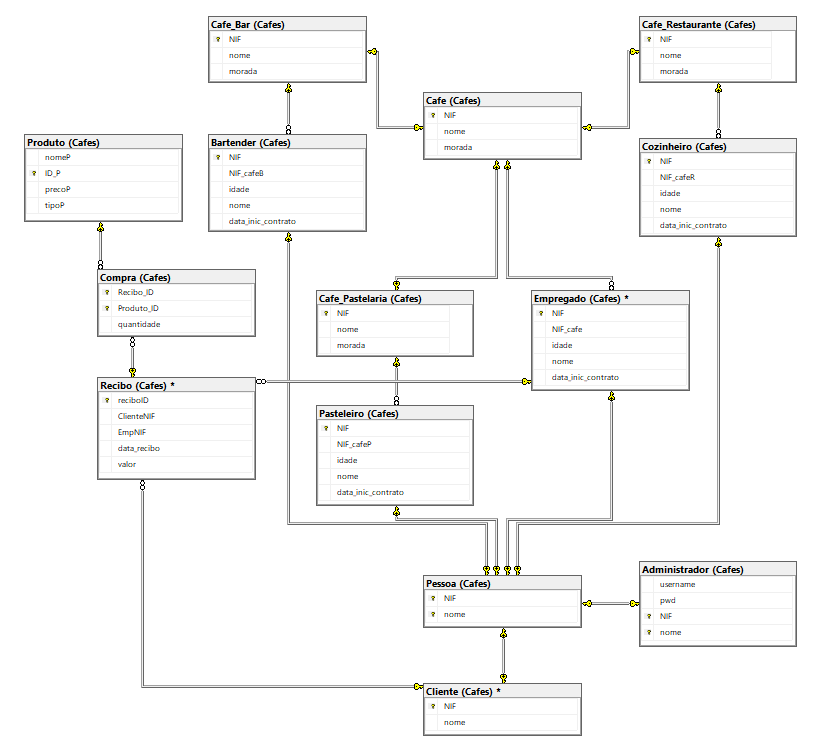 Cafe_Bar (Cafes)
NIF
nome
morada
Cafe_Restaurante (Cafes)
NIF
nome
morada
Cafe (Cafes)
NIF
nome
morada
Produto (Cafes)
nomeP
ID_P
precoP
tipoP
Bartender (Cafes)
NIF
NIF_cafeB
idade
nome
data_inic_contrato
Cozinheiro (Cafes)
NIF
NIF_cafeR
idade
nome
data_inic_contrato
Compra (Cafes)
Recibo_ID
Produto_ID
quantidade
Cafe_Pastelaria (Cafes)
NIF
nome
morada
Empregado (Cafes) *
NIF
NIF_cafe
idade
nome
data_inic_contrato
Recibo (Cafes) *
reciboID
ClienteNIF
EmpNIF
data_recibo
valor
Pasteleiro (Cafes)
NIF
NIF_cafeP
idade
nome
data_inic_contrato
Pessoa (Cafes)
NIF
nome
Administrador (Cafes)
username
pwd
NIF
nome
Cliente (Cafes) *
NIF
nome